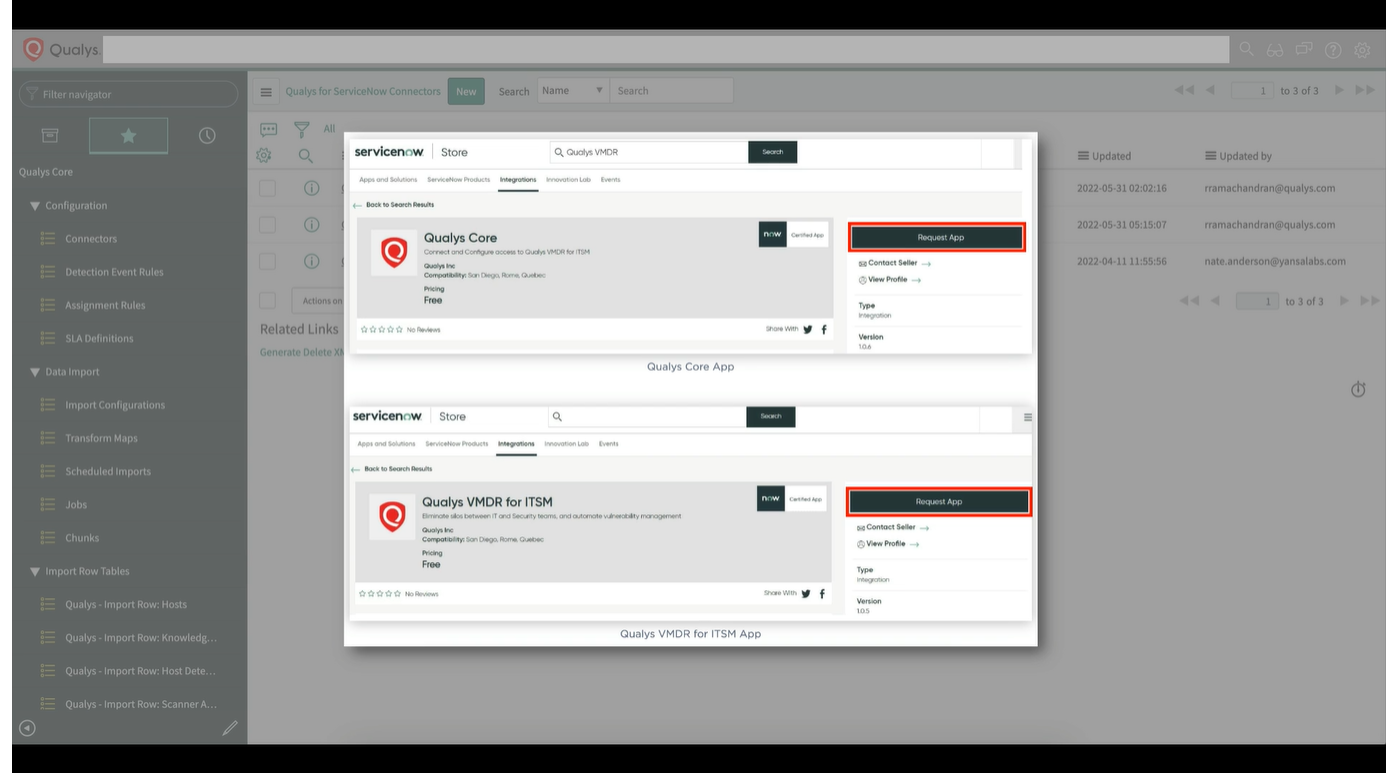 Qualys.
Filter navigator
Qualys Core
Configuration
Connectors
Detection Event Rules
Assignment Rules
SLA Definitions
Data Import
Import Configurations
Transform Maps
Scheduled Imports
Jobs
Chunks
Import Row Tables
Qualys - Import Row: Hosts
Qualys - Import Row: Knowledg...
Qualys - Import Row: Host Dete...
Qualys - Import Row: Scanner A...
Qualys for ServiceNow Connectors New Search Name Search 1 to 3 of 3
All
Updated Updated by
2022-05-31 02:02:16 rramachandran@qualys.com
2022-05-31 05:15:07 rramachandran@qualys.com
2022-04-11 11:55:56 nate.anderson@yansalabs.com
Actions on 1 to 3 of 3
Related Links
Generate Delete
servicenow Store Qualys VMDR Search
Apps and Solutions ServiceNow Products Integrations Innovation Lab Events
Back to Search Results
Qualys Core
Connect and Configure access to Qualys VMDR for ITSM
Qualys Inc
Compatibility: San Diego, Rome, Quebec
Pricing
Free
now Certified App
No Reviews Share With
Request App
Contact Seller
View Profile
Type
Integration
Version
1.0.6
Qualys Core App
servicenow Store Search
Apps and Solutions ServiceNow Products Integrations Innovation Lab Events
Back to Search Results
Qualys VMDR for ITSM
Eliminate silos between IT and Security teams, and automate vulnerability management.
Qualys Inc
Compatibility: San Diego, Rome, Quebec
Pricing
Free
now Certified App
No Reviews Share With
Request App
Contact Seller
View Profile
Type
Integration
Version
1.0.5
Qualys VMDR for ITSM App